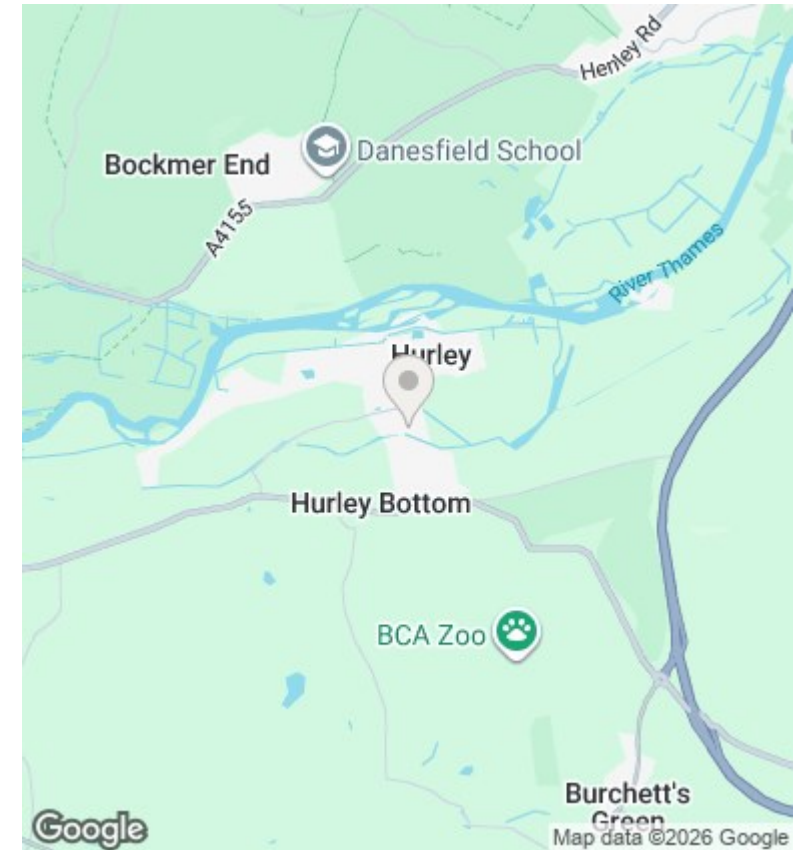 Henley Rd
Bockmer End
Danesfield School
A4155
River Thames
Hurley
Hurley Bottom
BCA Zoo
Burchett's
Green
Google
Map data ©2026 Google